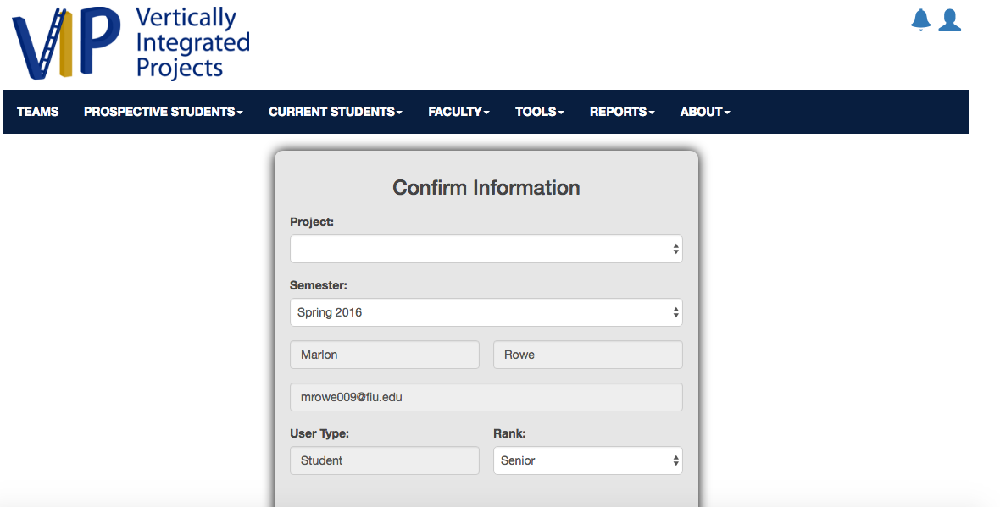 VIP
Vertically
Integrated
Projects
TEAMS PROSPECTIVE STUDENTS CURRENT STUDENTS FACULTY TOOLS REPORTS ABOUT
Confirm Information
Project:
Semester:
Spring 2016
Marlon Rowe
mrowe009@fiu.edu
User Type: Rank:
Student Senior